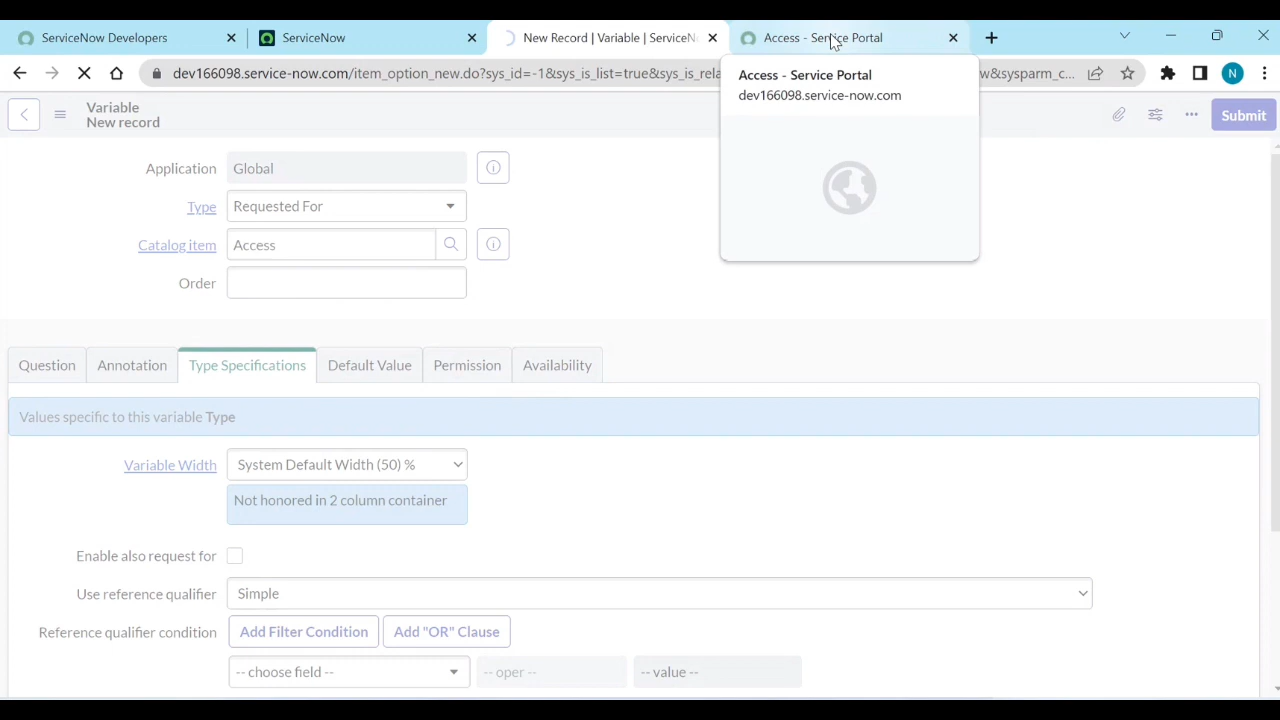 ServiceNow Developers
ServiceNow
New Record | Variable | ServiceN
Access - Service Portal
dev166098.service-now.com/item_option_new.do?sys_id=-1&sys_is_list=true&sys_is_rela
w&sysparm_c...
N
Access - Service Portal
dev166098.service-now.com
Variable
New record
Submit
Application
Global
Type
Requested For
Catalog item
Access
Order
Question
Annotation
Type Specifications
Default Value
Permission
Availability
Values specific to this variable Type
Variable Width
System Default Width (50) %
Not honored in 2 column container
Enable also request for
Use reference qualifier
Simple
Reference qualifier condition
Add Filter Condition
Add "OR" Clause
-- choose field --
-- oper --
-- value --